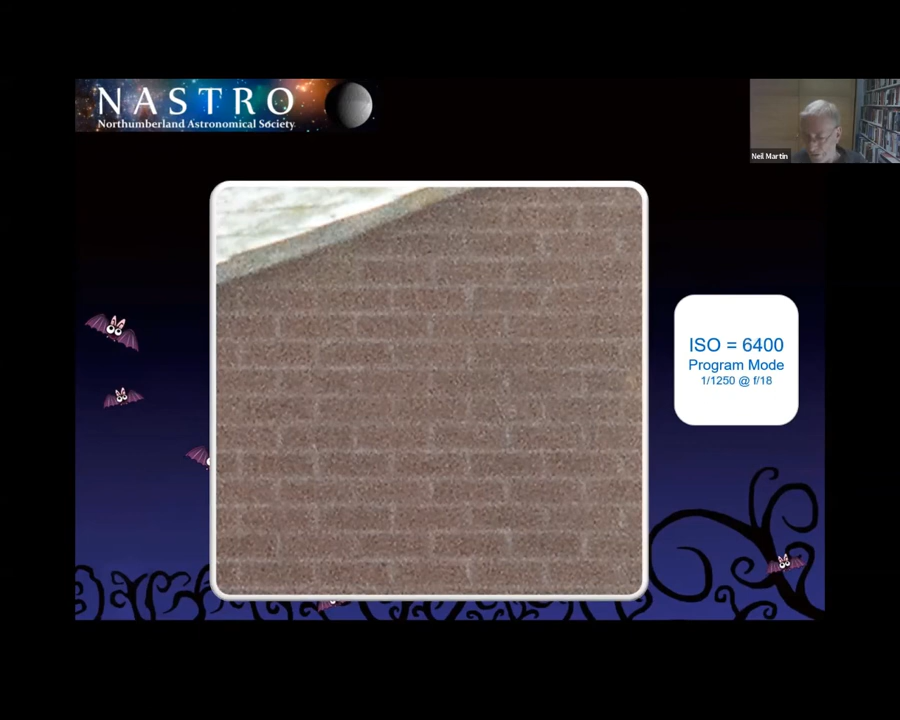 NASTRO
Northumberland Astronomical Society
Neil Martin
ISO = 6400
Program Mode
1/1250 @ f/18